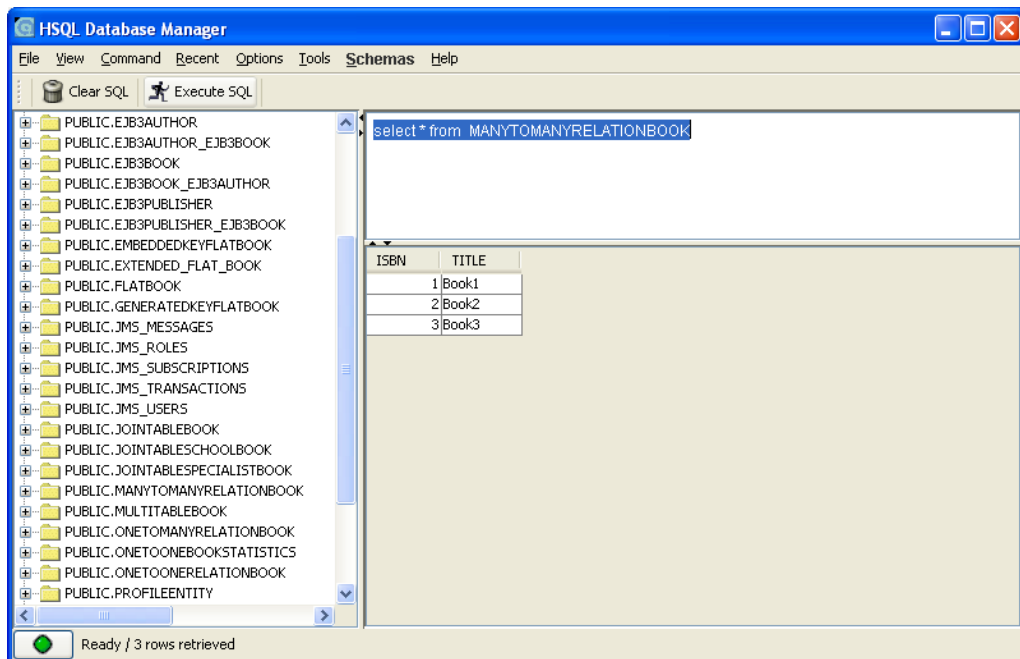 HSQL Database Manager
File View Command Recent Options Tools Schemas Help
Clear SQL Execute SQL
PUBLIC.EJB3AUTHOR
PUBLIC.EJB3AUTHOR_EJB3BOOK
PUBLIC.EJB3BOOK
PUBLIC.EJB3BOOK_EJB3AUTHOR
PUBLIC.EJB3PUBLISHER
PUBLIC.EJB3PUBLISHER_EJB3BOOK
PUBLIC.EMBEDDEDKEYFLATBOOK
PUBLIC.EXTENDED_FLAT_BOOK
PUBLIC.FLATBOOK
PUBLIC.GENERATEDKEYFLATBOOK
PUBLIC.JMS_MESSAGES
PUBLIC.JMS_ROLES
PUBLIC.JMS_SUBSCRIPTIONS
PUBLIC.JMS_TRANSACTIONS
PUBLIC.JMS_USERS
PUBLIC.JOINTABLEBOOK
PUBLIC.JOINTABLESCHOOLBOOK
PUBLIC.JOINTABLESPECIALISTBOOK
PUBLIC.MANYTOMANYRELATIONBOOK
PUBLIC.MULTITABLEBOOK
PUBLIC.ONETOMANYRELATIONBOOK
PUBLIC.ONETOONEBOOKSTATISTICS
PUBLIC.ONETOONERELATIONBOOK
PUBLIC.PROFILEENTITY
select * from MANYTOMANYRELATIONBOOK
ISBN TITLE
1 Book1
2 Book2
3 Book3
Ready / 3 rows retrieved